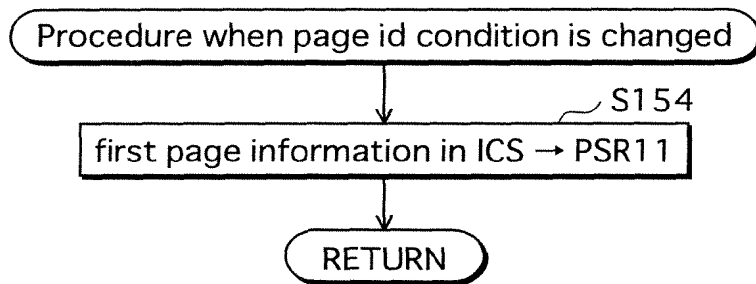 Procedure when page id condition is changed
S154
first page information in ICS → PSR11
RETURN